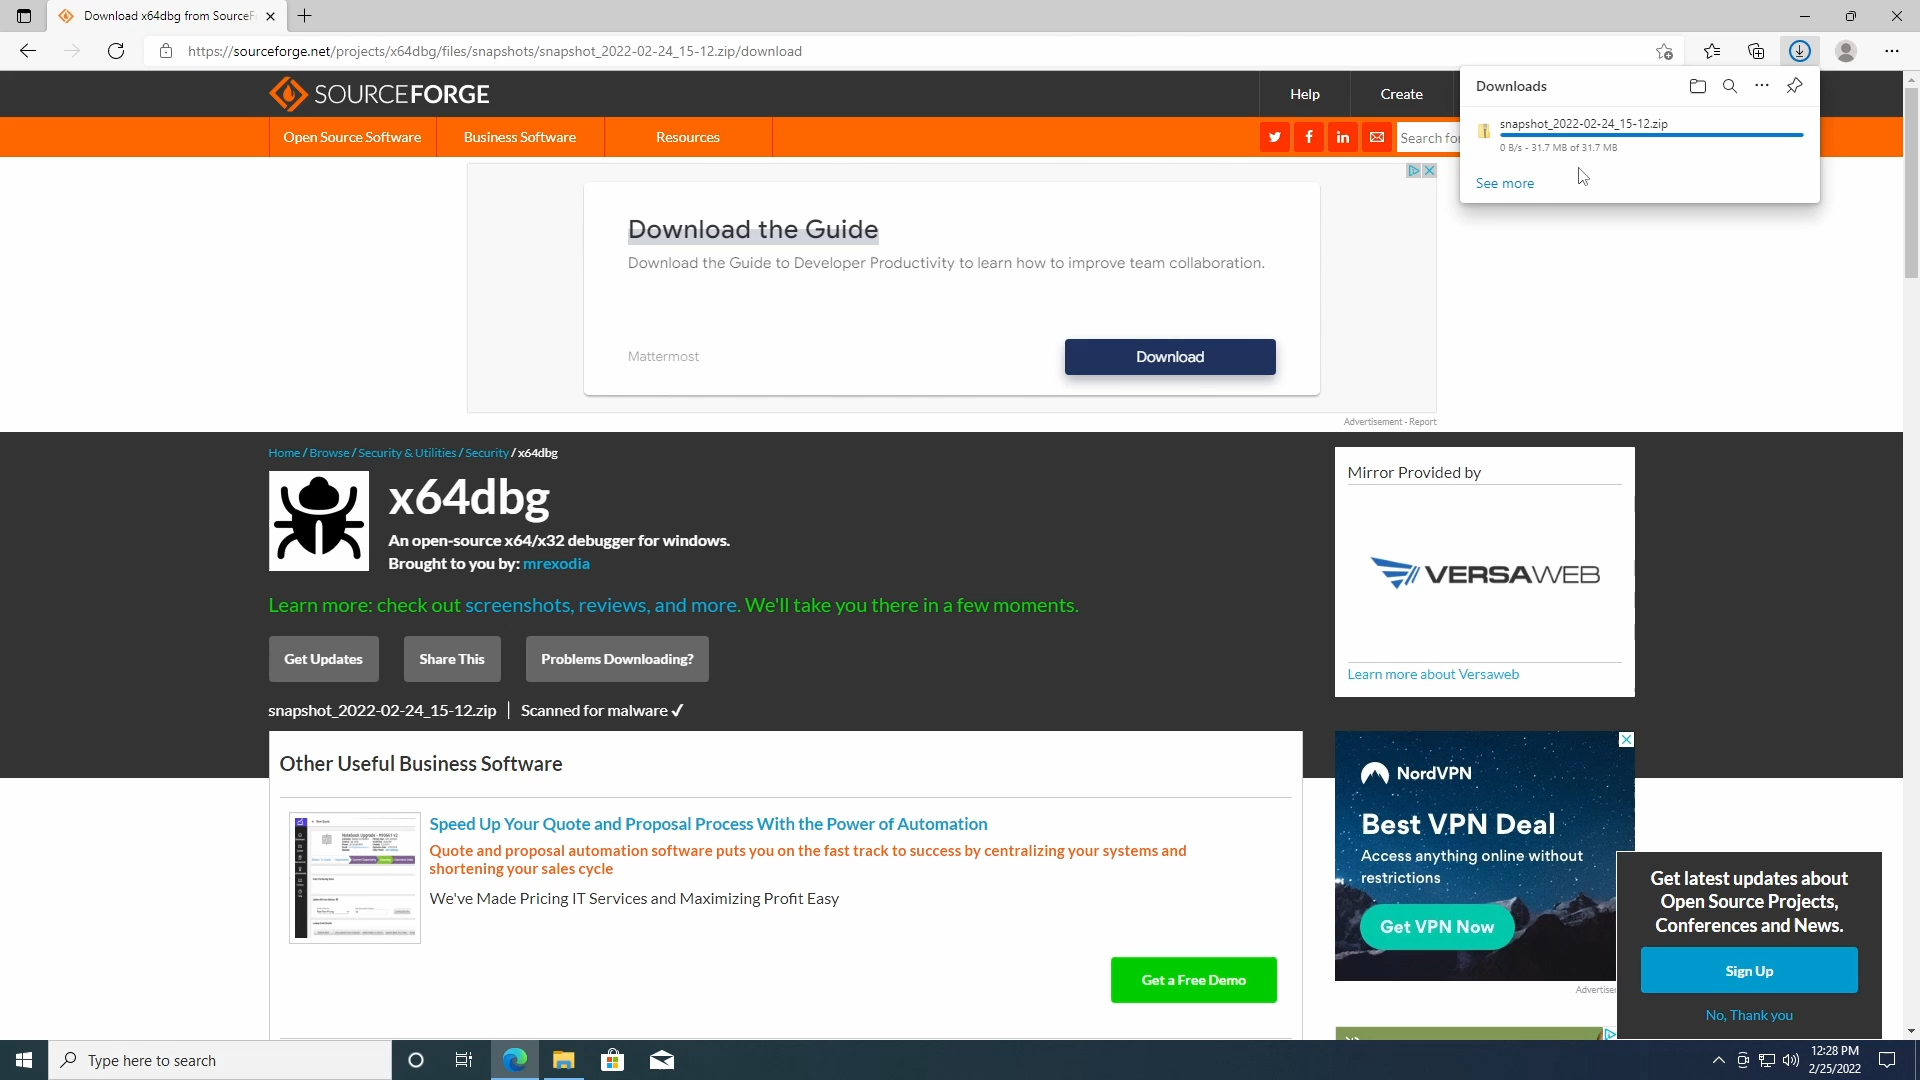 Download x64dbg from SourceF
https://sourceforge.net/projects/x64dbg/files/snapshots/snapshot_2022-02-24_15-12.zip/download
SOURCEFORGE
Help
Create
Downloads
snapshot_2022-02-24_15-12.zip
0 B/s - 31.7 MB of 31.7 MB
See more
Open Source Software
Business Software
Resources
Search fo
Download the Guide
Download the Guide to Developer Productivity to learn how to improve team collaboration.
Mattermost
Download
Advertisement - Report
Home / Browse / Security & Utilities / Security / x64dbg
x64dbg
An open-source x64/x32 debugger for windows.
Brought to you by: mrexodia
Learn more: check out screenshots, reviews, and more. We'll take you there in a few moments.
Get Updates
Share This
Problems Downloading?
snapshot_2022-02-24_15-12.zip | Scanned for malware ✓
Mirror Provided by
VERSAWEB
Learn more about Versaweb
Other Useful Business Software
Speed Up Your Quote and Proposal Process With the Power of Automation
Quote and proposal automation software puts you on the fast track to success by centralizing your systems and
shortening your sales cycle
We've Made Pricing IT Services and Maximizing Profit Easy
Get a Free Demo
NordVPN
Best VPN Deal
Access anything online without
restrictions
Get VPN Now
Get latest updates about
Open Source Projects,
Conferences and News.
Sign Up
No, Thank you
Type here to search
12:28 PM
2/25/2022